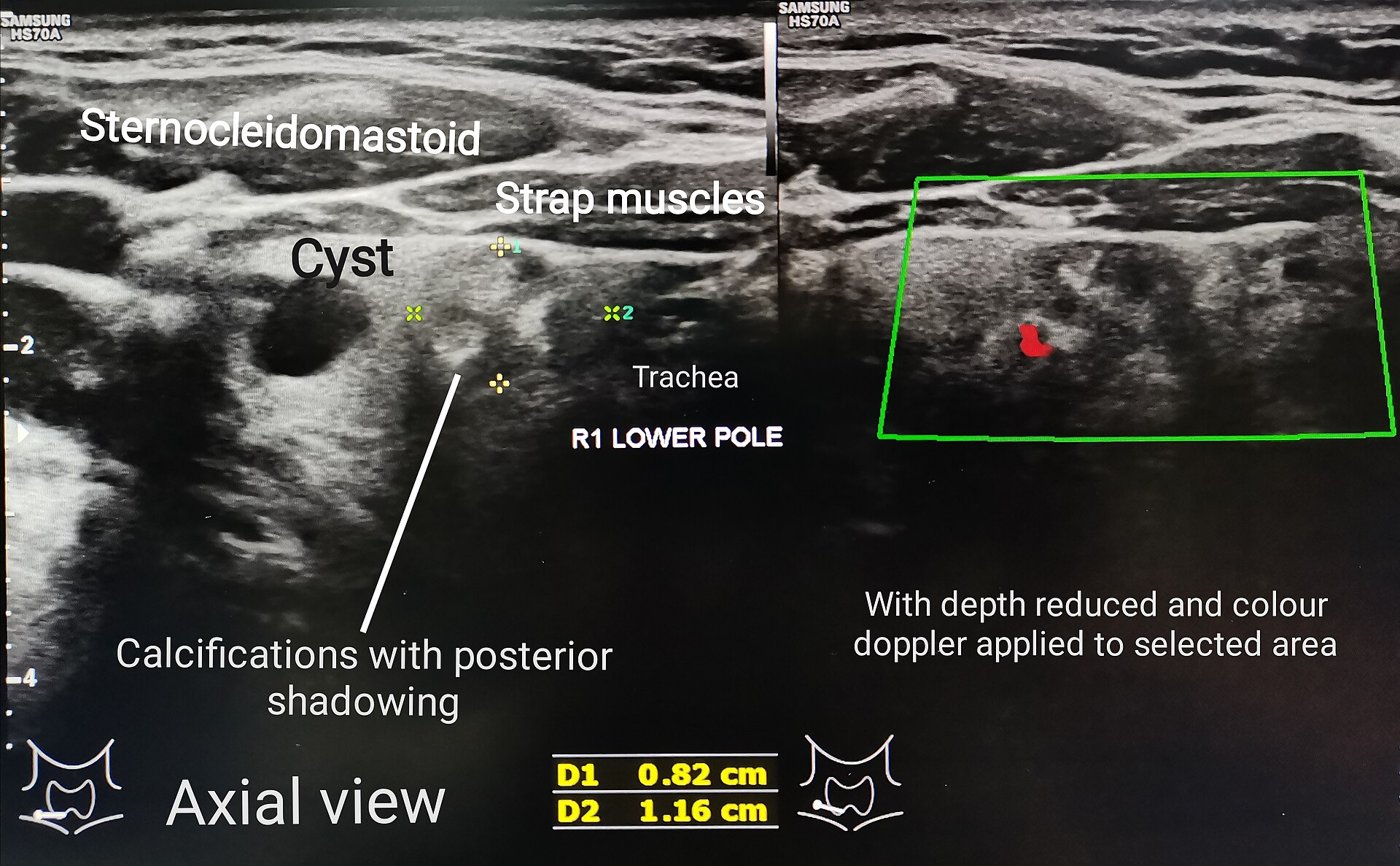 SAMSUNG
HS70A
SAMSUNG
HS70A
Sternocleidomastoid
Strap muscles
Cyst
1
2
2
Trachea
R1 LOWER POLE
Calcifications with posterior
shadowing
4
With depth reduced and colour
doppler applied to selected area
Axial view
D1 0.82 cm
D2 1.16 cm